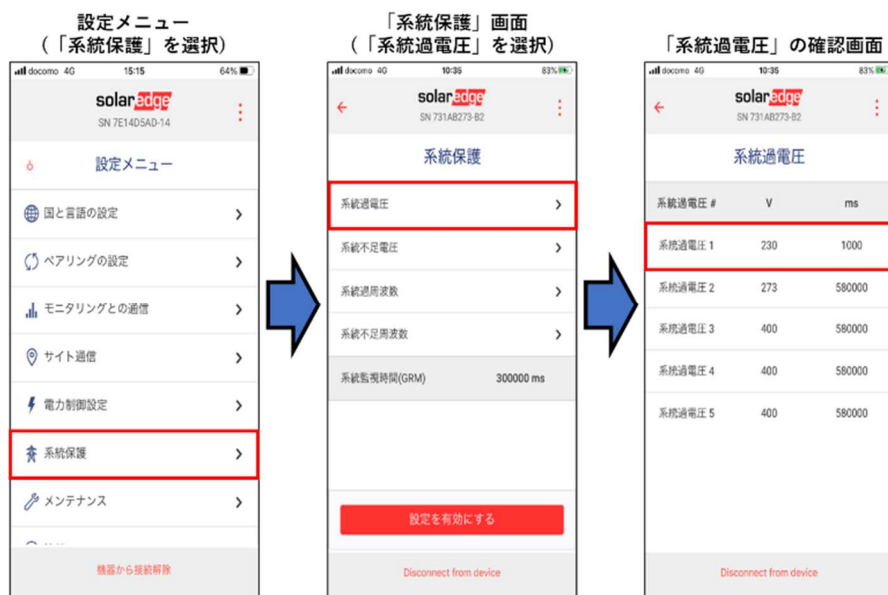 設定メニュー
(「系統保護」を選択)
docomo 4G 15:15 64%
solaredge
SN 7E14D5AD-14
設定メニュー
国と言語の設定
ペアリングの設定
モニタリングとの通信
サイト通信
電力制御設定
系統保護
メンテナンス
機器から接続解除
「系統保護」画面
(「系統過電圧」を選択)
docomo 4G 10:35 83%
solaredge
SN 731AB273-B2
系統保護
系統過電圧
系統不足電圧
系統過周波数
系統不足周波数
系統監視時間(GRM) 300000 ms
設定を有効にする
Disconnect from device
「系統過電圧」の確認画面
docomo 4G 10:35 83%
solaredge
SN 731AB273-B2
系統過電圧
系統過電圧 # V ms
系統過電圧 1 230 1000
系統過電圧 2 273 580000
系統過電圧 3 400 580000
系統過電圧 4 400 580000
系統過電圧 5 400 580000
Disconnect from device